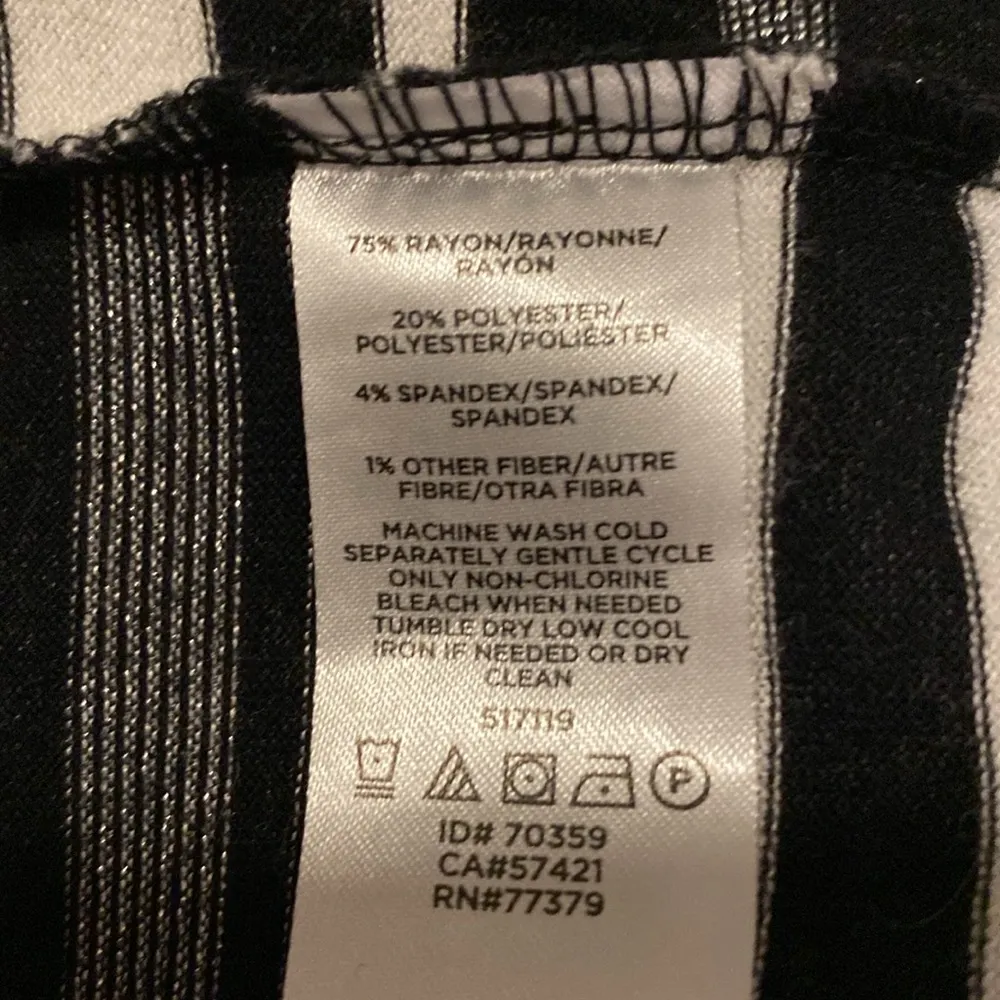 75% RAYON/RAYONNE/
RAYÓN
20% POLYESTER/
POLYESTER/POLIÉSTER
4% SPANDEX/SPANDEX/
SPANDEX
1% OTHER FIBER/AUTRE
FIBRE/OTRA FIBRA
MACHINE WASH COLD
SEPARATELY GENTLE CYCLE
ONLY NON-CHLORINE
BLEACH WHEN NEEDED
TUMBLE DRY LOW COOL
IRON IF NEEDED OR DRY
CLEAN
517119
P
ID# 70359
CA#57421
RN#77379